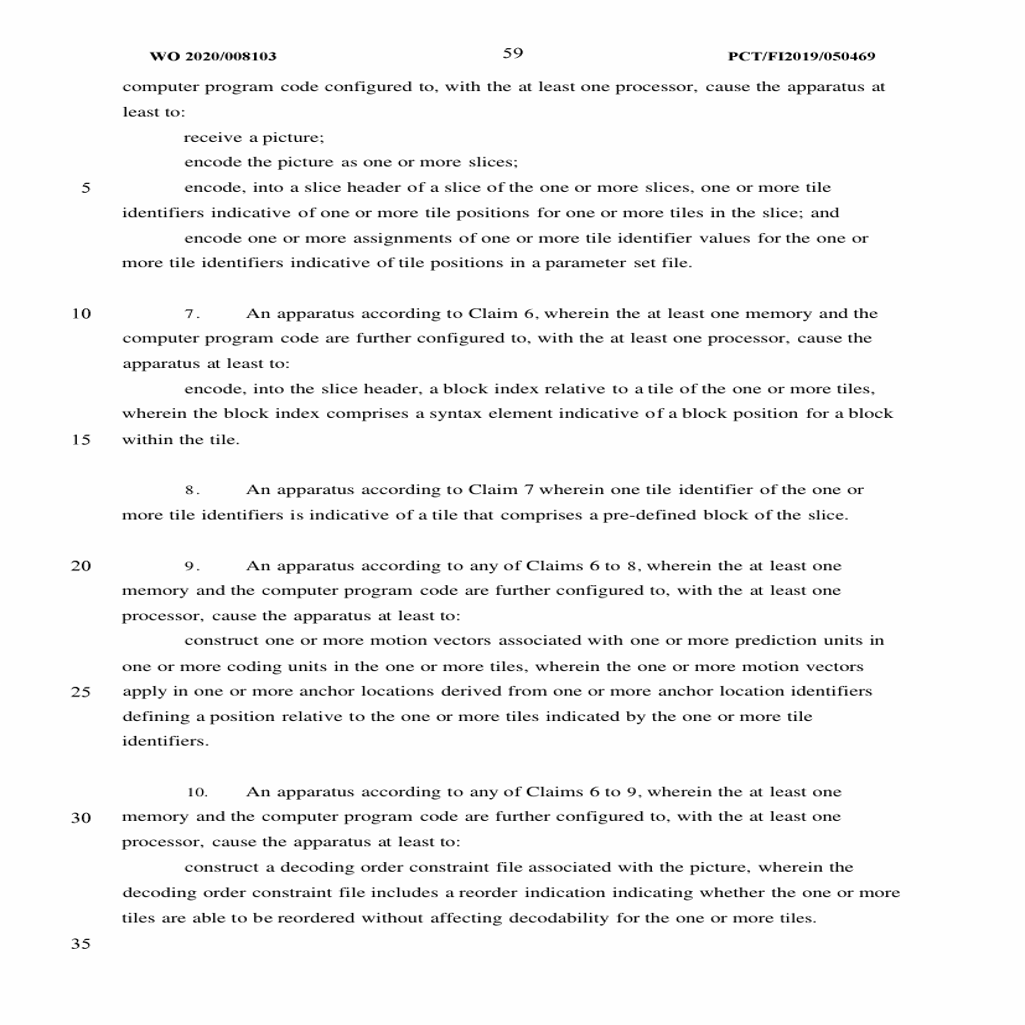 WO 2020/008103 59 PCT/FI2019/050469
computer program code configured to, with the at least one processor, cause the apparatus at
least to:
receive a picture;
encode the picture as one or more slices;
5 encode, into a slice header of a slice of the one or more slices, one or more tile
identifiers indicative of one or more tile positions for one or more tiles in the slice; and
encode one or more assignments of one or more tile identifier values for the one or
more tile identifiers indicative of tile positions in a parameter set file.
10 7. An apparatus according to Claim 6, wherein the at least one memory and the
computer program code are further configured to, with the at least one processor, cause the
apparatus at least to:
encode, into the slice header, a block index relative to a tile of the one or more tiles,
wherein the block index comprises a syntax element indicative of a block position for a block
15 within the tile.
8. An apparatus according to Claim 7 wherein one tile identifier of the one or
more tile identifiers is indicative of a tile that comprises a pre-defined block of the slice.
20 9. An apparatus according to any of Claims 6 to 8, wherein the at least one
memory and the computer program code are further configured to, with the at least one
processor, cause the apparatus at least to:
construct one or more motion vectors associated with one or more prediction units in
one or more coding units in the one or more tiles, wherein the one or more motion vectors
25 apply in one or more anchor locations derived from one or more anchor location identifiers
defining a position relative to the one or more tiles indicated by the one or more tile
identifiers.
10. An apparatus according to any of Claims 6 to 9, wherein the at least one
30 memory and the computer program code are further configured to, with the at least one
processor, cause the apparatus at least to:
construct a decoding order constraint file associated with the picture, wherein the
decoding order constraint file includes a reorder indication indicating whether the one or more
tiles are able to be reordered without affecting decodability for the one or more tiles.
35